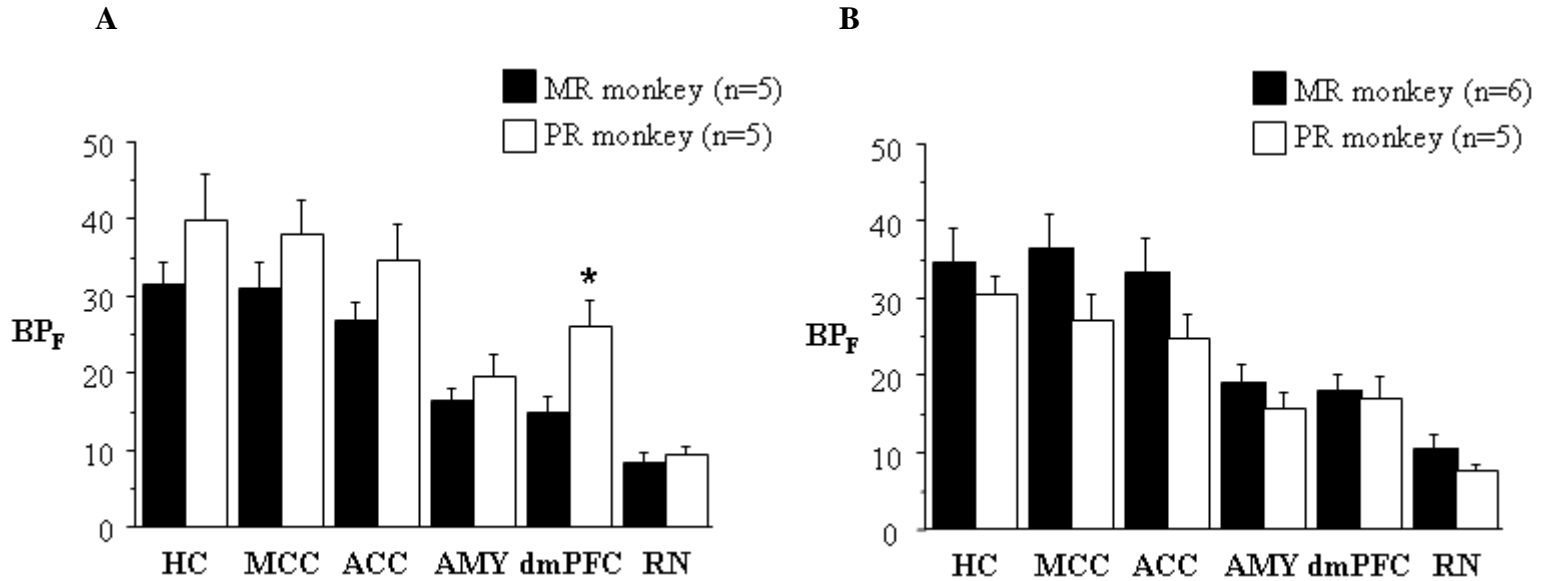 A
MR monkey (n=5)
PR monkey (n=5)
50
40
30
20
10
0
BPF
HC MCC ACC AMY dmPFC RN
*
B
MR monkey (n=6)
PR monkey (n=5)
50
40
30
20
10
0
BPF
HC MCC ACC AMY dmPFC RN